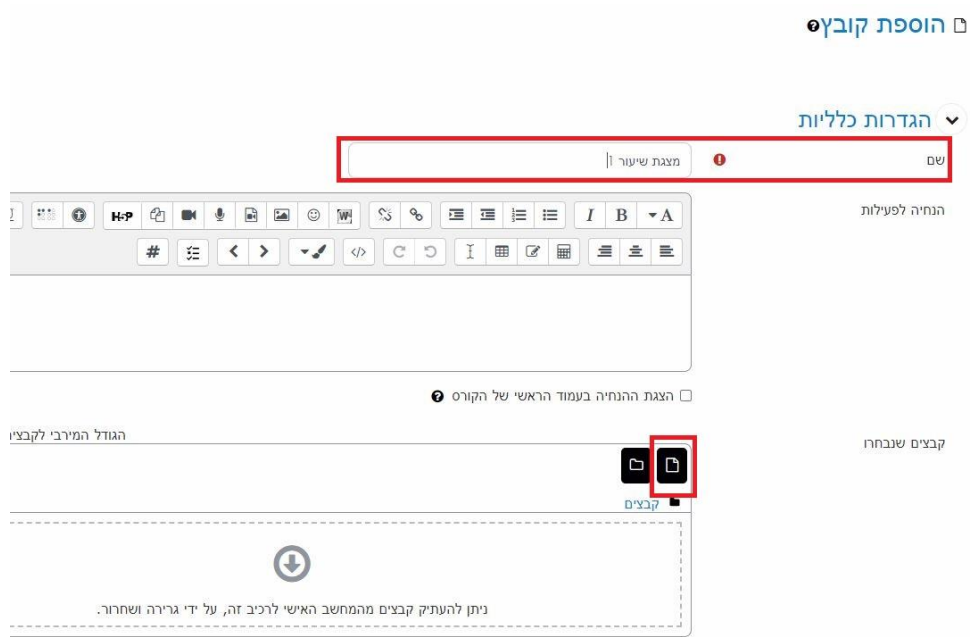 הוספת קובץ
הגדרות כלליות
שם
מצגת שיעור 1
הנחיה לפעילות
A B I
H-P
</>
#
הצגת ההנחיה בעמוד הראשי של הקורס
קבצים שנבחרו
הגודל המירבי לקבצי
קבצים
ניתן להעתיק קבצים מהמחשב האישי לרכיב זה, על ידי גרירה ושחרור.